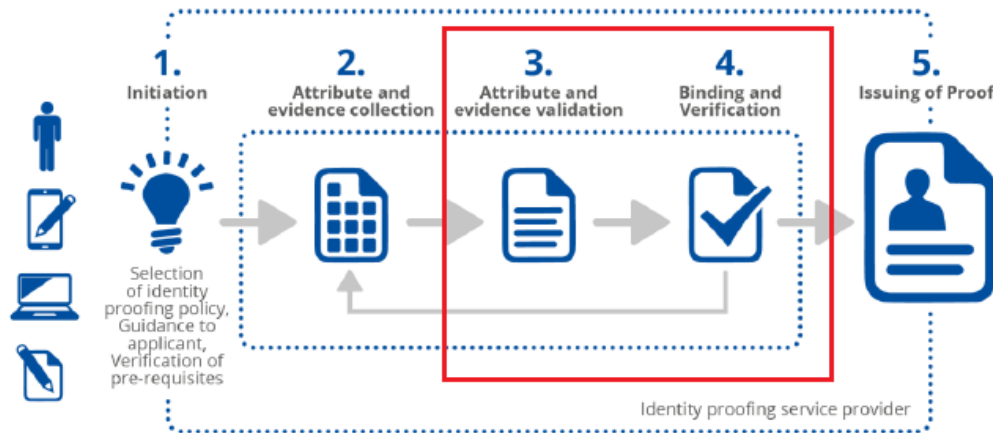 1.
Initiation
Selection
of identity
proofing policy,
Guidance to
applicant,
Verification of
pre-requisites
2.
Attribute and
evidence collection
3.
Attribute and
evidence validation
4.
Binding and
Verification
5.
Issuing of Proof
Identity proofing service provider